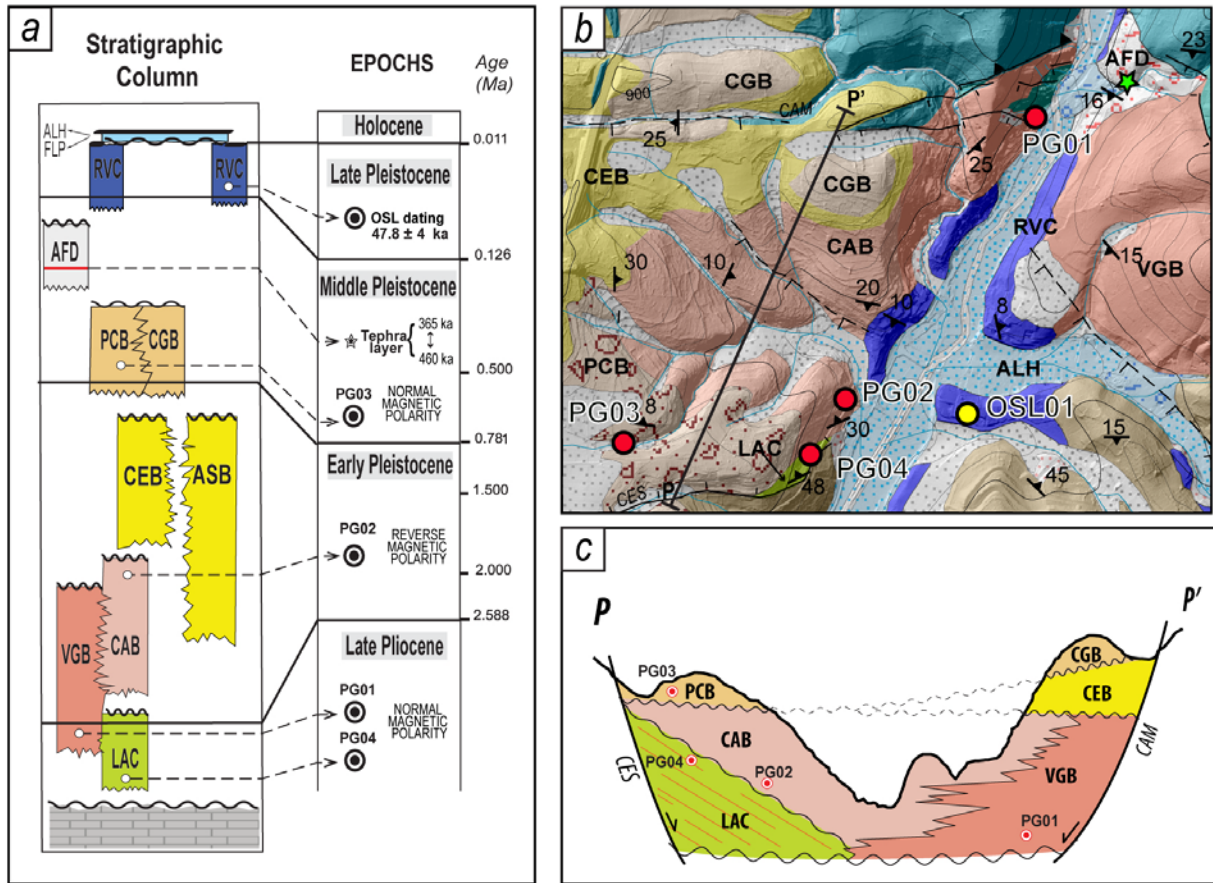 a
Stratigraphic
Column
EPOCHS
Age
(Ma)
ALH
FLP
RVC
RVC
Holocene
0.011
Late Pleistocene
OSL dating
47.8 ± 4 ka
0.126
AFD
Middle Pleistocene
Tephra
layer
365 ka
460 ka
PCB
CGB
0.500
PG03
NORMAL
MAGNETIC
POLARITY
0.781
CEB
ASB
Early Pleistocene
1.500
PG02
REVERSE
MAGNETIC
POLARITY
2.000
2.588
VGB
CAB
LAC
Late Pliocene
PG01
NORMAL
MAGNETIC
POLARITY
PG04
b
CGB
900
CAM
P'
25
AFD
23
16
PG01
25
CEB
CGB
RVC
CAB
VGB
15
30
10
20
10
8
PCB
ALH
PG02
PG03
8
OSL01
30
LAC
PG04
15
CES
P
48
45
c
P
P'
PG03
PCB
CGB
CEB
CAB
PG04
PG02
CES
CAM
VGB
LAC
PG01